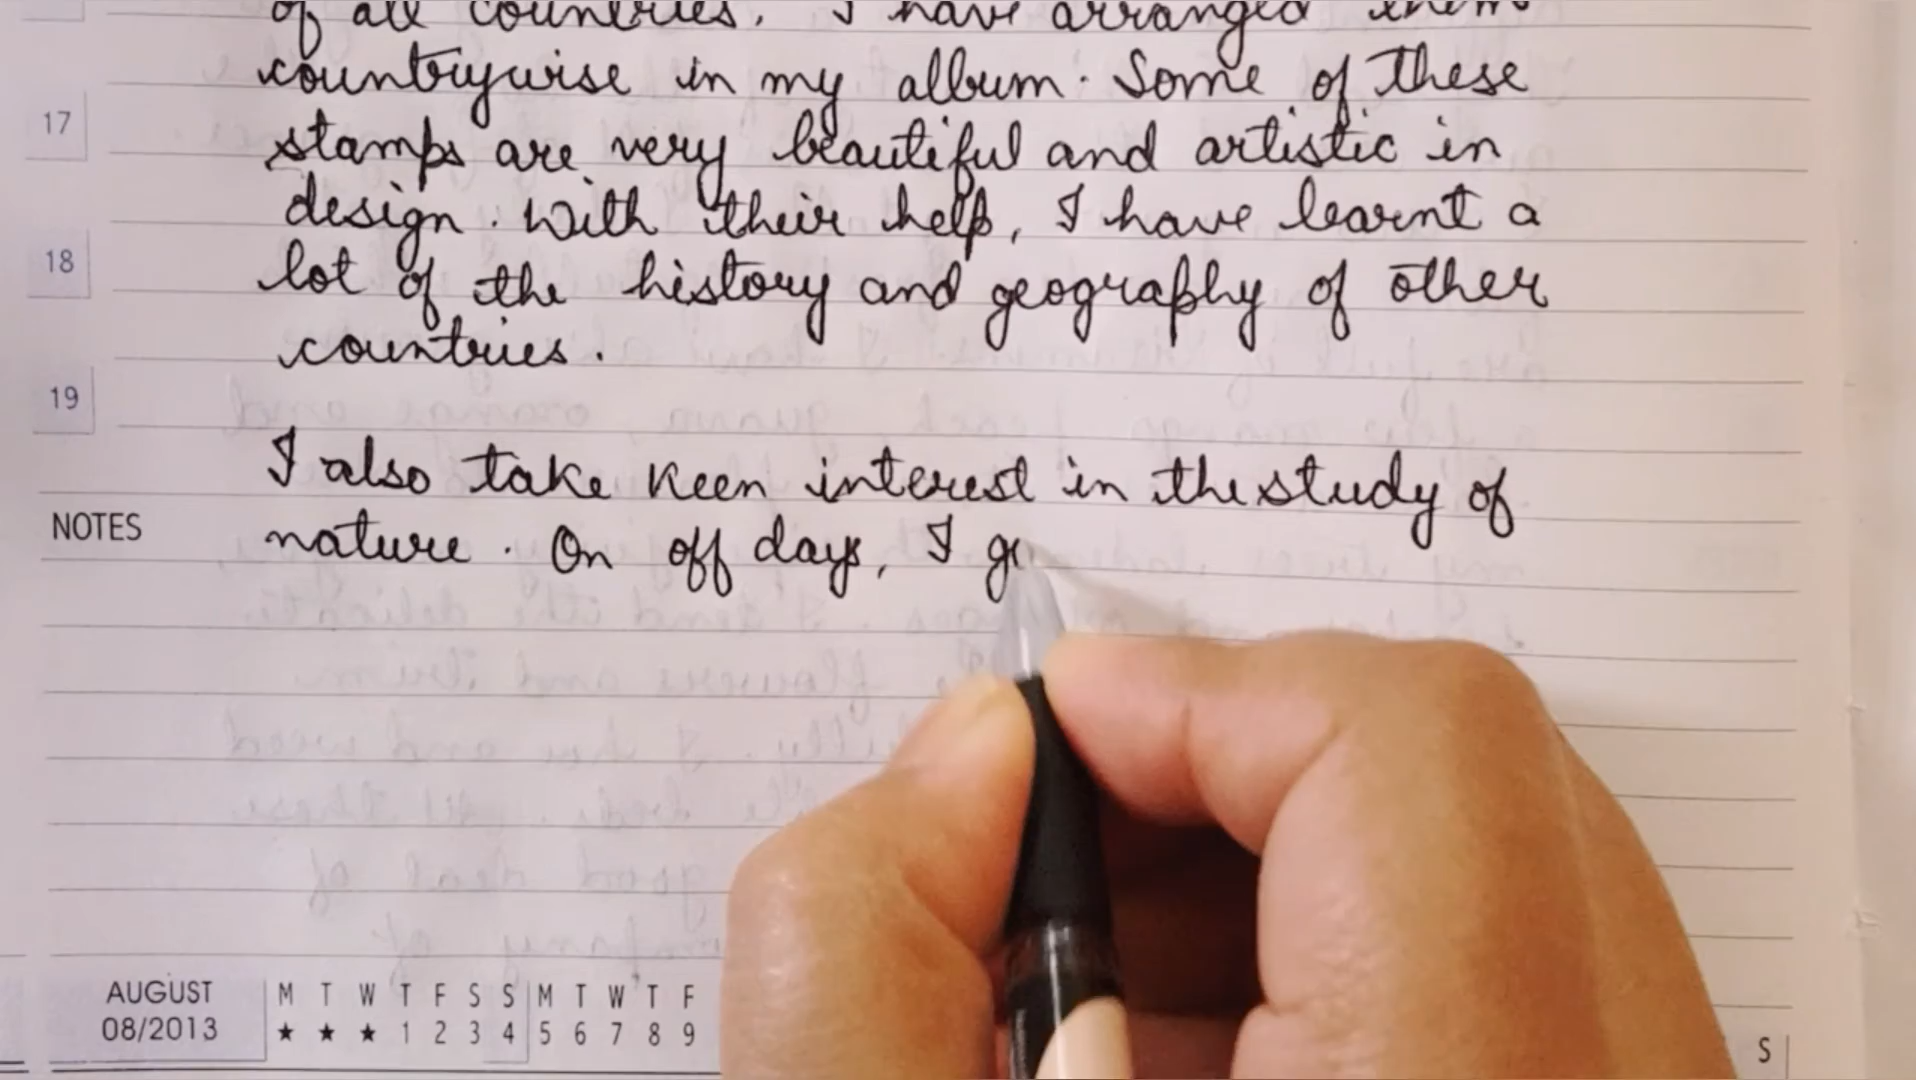 of all countries. I have arranged them
countrywise in my album. Some of these
17
stamps are very beautiful and artistic in
design. With their help, I have learnt a
18
lot of the history and geography of other
countries.
19
I also take keen interest in the study of
NOTES
nature. On off days, I go
AUGUST
08/2013
M T W T F S S M T W T F
★ ★ ★ 1 2 3 4 5 6 7 8 9
S